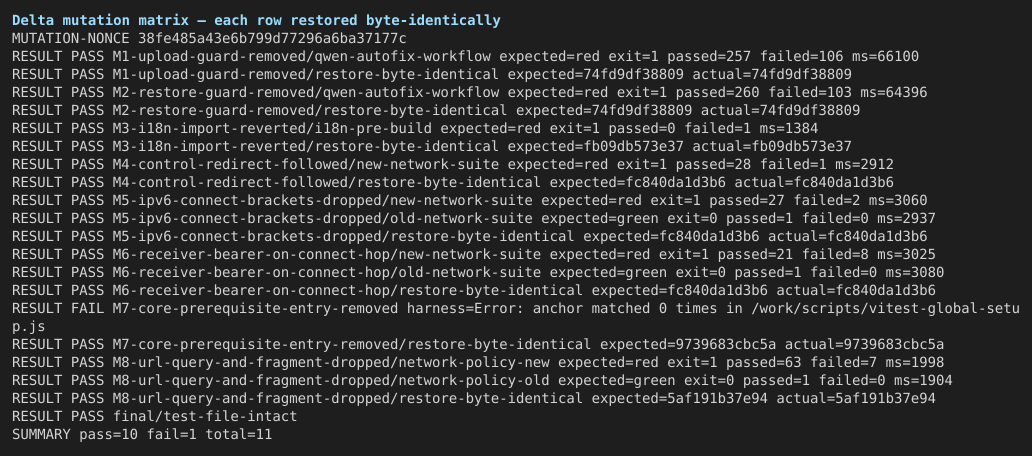 Delta mutation matrix — each row restored byte-identically
MUTATION-NONCE 38fe485a43e6b799d77296a6ba37177c
RESULT PASS M1-upload-guard-removed/qwen-autofix-workflow expected=red exit=1 passed=257 failed=106 ms=66100
RESULT PASS M1-upload-guard-removed/restore-byte-identical expected=74fd9df38809 actual=74fd9df38809
RESULT PASS M2-restore-guard-removed/qwen-autofix-workflow expected=red exit=1 passed=260 failed=103 ms=64396
RESULT PASS M2-restore-guard-removed/restore-byte-identical expected=74fd9df38809 actual=74fd9df38809
RESULT PASS M3-i18n-import-reverted/i18n-pre-build expected=red exit=1 passed=0 failed=1 ms=1384
RESULT PASS M3-i18n-import-reverted/restore-byte-identical expected=fb09db573e37 actual=fb09db573e37
RESULT PASS M4-control-redirect-followed/new-network-suite expected=red exit=1 passed=28 failed=1 ms=2912
RESULT PASS M4-control-redirect-followed/restore-byte-identical expected=fc840da1d3b6 actual=fc840da1d3b6
RESULT PASS M5-ipv6-connect-brackets-dropped/new-network-suite expected=red exit=1 passed=27 failed=2 ms=3060
RESULT PASS M5-ipv6-connect-brackets-dropped/old-network-suite expected=green exit=0 passed=1 failed=0 ms=2937
RESULT PASS M5-ipv6-connect-brackets-dropped/restore-byte-identical expected=fc840da1d3b6 actual=fc840da1d3b6
RESULT PASS M6-receiver-bearer-on-connect-hop/new-network-suite expected=red exit=1 passed=21 failed=8 ms=3025
RESULT PASS M6-receiver-bearer-on-connect-hop/old-network-suite expected=green exit=0 passed=1 failed=0 ms=3080
RESULT PASS M6-receiver-bearer-on-connect-hop/restore-byte-identical expected=fc840da1d3b6 actual=fc840da1d3b6
RESULT FAIL M7-core-prerequisite-entry-removed harness=Error: anchor matched 0 times in /work/scripts/vitest-global-setu
p.js
RESULT PASS M7-core-prerequisite-entry-removed/restore-byte-identical expected=9739683cbc5a actual=9739683cbc5a
RESULT PASS M8-url-query-and-fragment-dropped/network-policy-new expected=red exit=1 passed=63 failed=7 ms=1998
RESULT PASS M8-url-query-and-fragment-dropped/network-policy-old expected=green exit=0 passed=1 failed=0 ms=1904
RESULT PASS M8-url-query-and-fragment-dropped/restore-byte-identical expected=5af191b37e94 actual=5af191b37e94
RESULT PASS final/test-file-intact
SUMMARY pass=10 fail=1 total=11